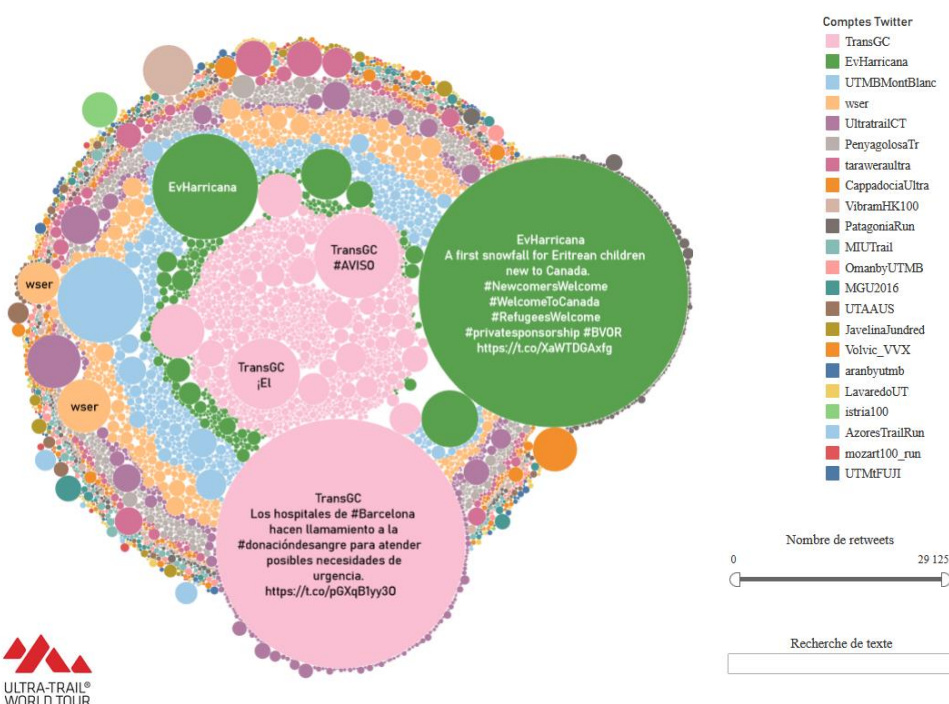 EvHarricana
TransGC
#AVISO
EvHarricana
A first snowfall for Eritrean children
new to Canada.
#NewcomersWelcome
#WelcomeToCanada
#RefugeesWelcome
#privatesponsorship #BVOR
https://t.co/XaWTDGAxfg
wser
TransGC
¡El
wser
TransGC
Los hospitales de #Barcelona
hacen llamamiento a la
#donacióndesangre para atender
posibles necesidades de
urgencia.
https://t.co/pGXqB1yy3O
ULTRA-TRAIL®
WORLD TOUR
Comptes Twitter
TransGC
EvHarricana
UTMBMontBlanc
wser
UltratrailCT
PenyagolosaTr
taraweraultra
CappadociaUltra
VibramHK100
PatagoniaRun
MIUTrail
OmanbyUTMB
MGU2016
UTAAUS
JavelinaJundred
Volvic_VVX
aranbyutmb
LavaredoUT
istria100
AzoresTrailRun
mozart100_run
UTMtFUJI
Nombre de retweets
0 29 125
Recherche de texte